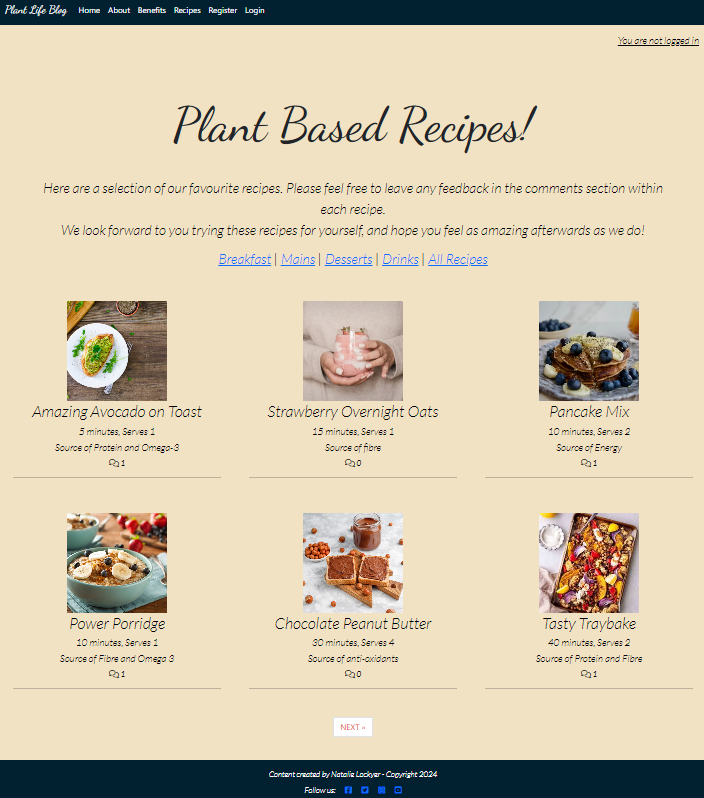 Plant Life Blog Home About Benefits Recipes Register Login
You are not logged in
Plant Based Recipes!
Here are a selection of our favourite recipes. Please feel free to leave any feedback in the comments section within
each recipe.
We look forward to you trying these recipes for yourself, and hope you feel as amazing afterwards as we do!
Breakfast | Mains | Desserts | Drinks | All Recipes
Amazing Avocado on Toast
5 minutes, Serves 1
Source of Protein and Omega-3
1
Strawberry Overnight Oats
15 minutes, Serves 1
Source of fibre
0
Pancake Mix
10 minutes, Serves 2
Source of Energy
1
Power Porridge
10 minutes, Serves 1
Source of Fibre and Omega 3
1
Chocolate Peanut Butter
30 minutes, Serves 4
Source of anti-oxidants
0
Tasty Traybake
40 minutes, Serves 2
Source of Protein and Fibre
1
NEXT »
Content created by Natalie Lockyer - Copyright 2024
Follow us: